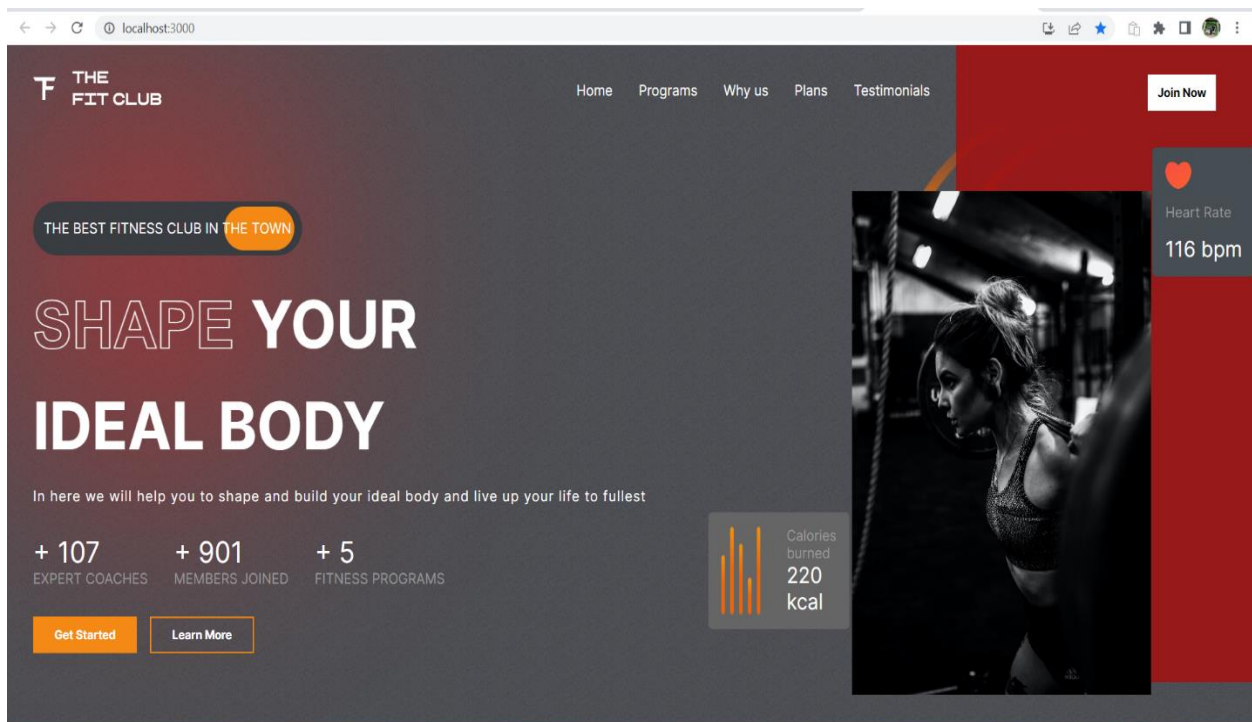 localhost:3000
THE
FIT CLUB
Home Programs Why us Plans Testimonials
Join Now
Heart Rate
116 bpm
THE BEST FITNESS CLUB IN THE TOWN
SHAPE YOUR
IDEAL BODY
In here we will help you to shape and build your ideal body and live up your life to fullest
+ 107 + 901 + 5
EXPERT COACHES MEMBERS JOINED FITNESS PROGRAMS
Calories
burned
220
kcal
Get Started Learn More